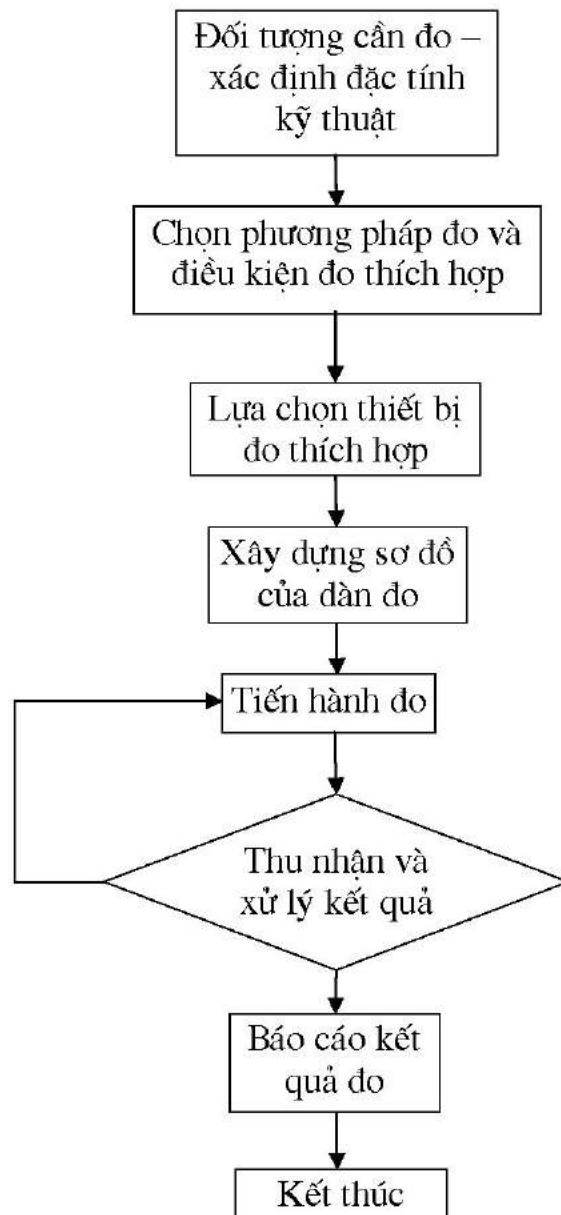 Đối tượng cần đo –
xác định đặc tính
kỹ thuật
Chọn phương pháp đo và
điều kiện đo thích hợp
Lựa chọn thiết bị
đo thích hợp
Xây dựng sơ đồ
của dàn đo
Tiến hành đo
Thu nhận và
xử lý kết quả
Báo cáo kết
quả đo
Kết thúc